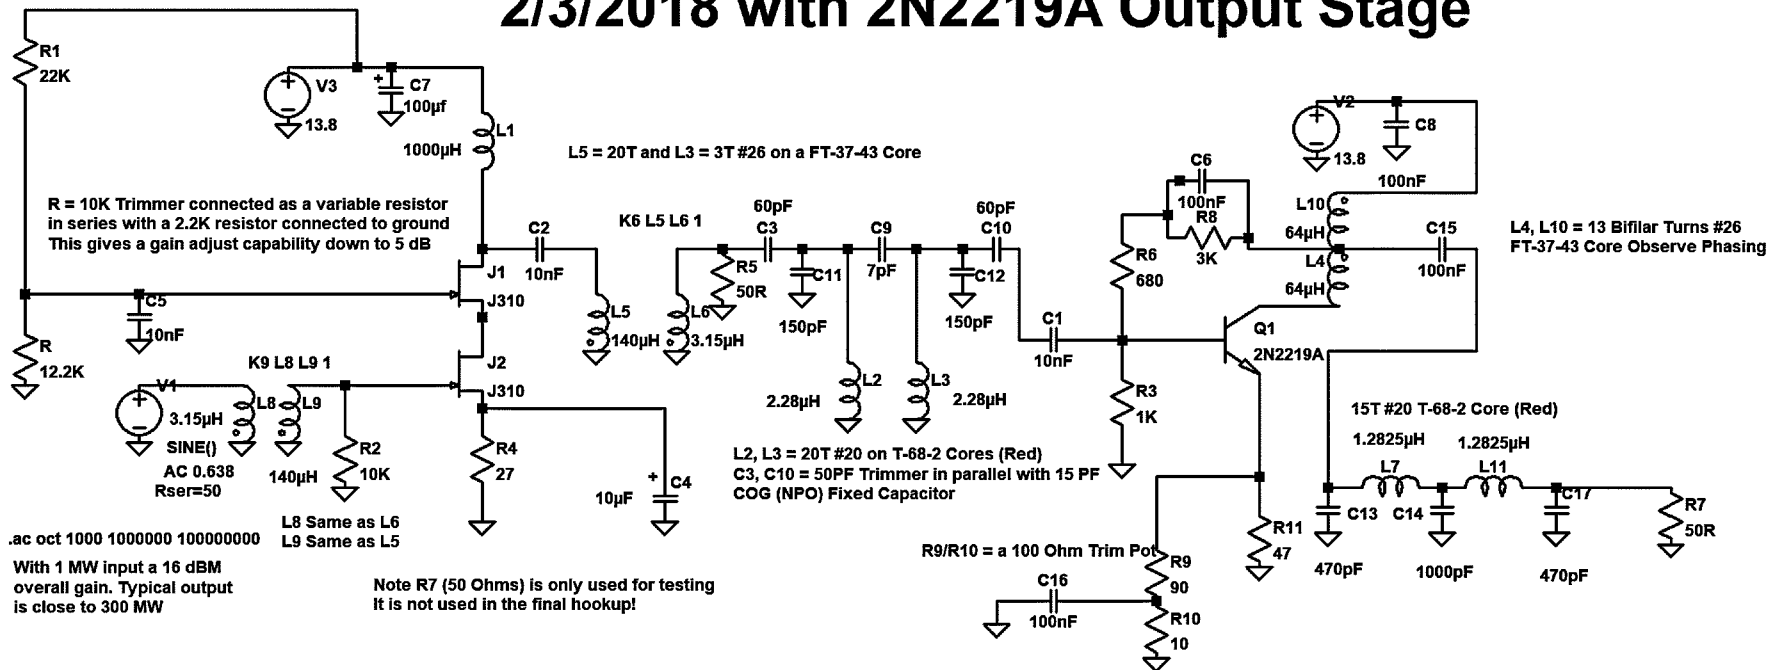 2/3/2018 with 2N2219A Output Stage
R1
22K
V3
13.8
C7
100µf
L1
1000µH
L5 = 20T and L3 = 3T #26 on a FT-37-43 Core
V2
13.8
C8
100nF
R = 10K Trimmer connected as a variable resistor
in series with a 2.2K resistor connected to ground
This gives a gain adjust capability down to 5 dB
C2
10nF
K6 L5 L6 1
60pF
C3
C9
7pF
60pF
C10
C6
100nF
R8
3K
L10
64µH
L4
64µH
C15
100nF
L4, L10 = 13 Bifilar Turns #26
FT-37-43 Core Observe Phasing
J1
J310
R5
50R
C11
150pF
C12
150pF
R6
680
C5
10nF
L5
140µH
L6
3.15µH
C1
10nF
Q1
2N2219A
R
12.2K
K9 L8 L9 1
J2
J310
V1
3.15µH
SINE()
AC 0.638
Rser=50
L8
L9
140µH
R2
10K
L2
2.28µH
L3
2.28µH
R3
1K
R4
27
10µF
C4
L2, L3 = 20T #20 on T-68-2 Cores (Red)
C3, C10 = 50PF Trimmer in parallel with 15 PF
COG (NPO) Fixed Capacitor
15T #20 T-68-2 Core (Red)
1.2825µH
1.2825µH
L7
L11
C13
470pF
C14
1000pF
C17
470pF
R7
50R
L8 Same as L6
L9 Same as L5
.ac oct 1000 1000000 100000000
With 1 MW input a 16 dBM
overall gain. Typical output
is close to 300 MW
Note R7 (50 Ohms) is only used for testing
It is not used in the final hookup!
R9/R10 = a 100 Ohm Trim Pot
R11
47
R9
90
C16
100nF
R10
10